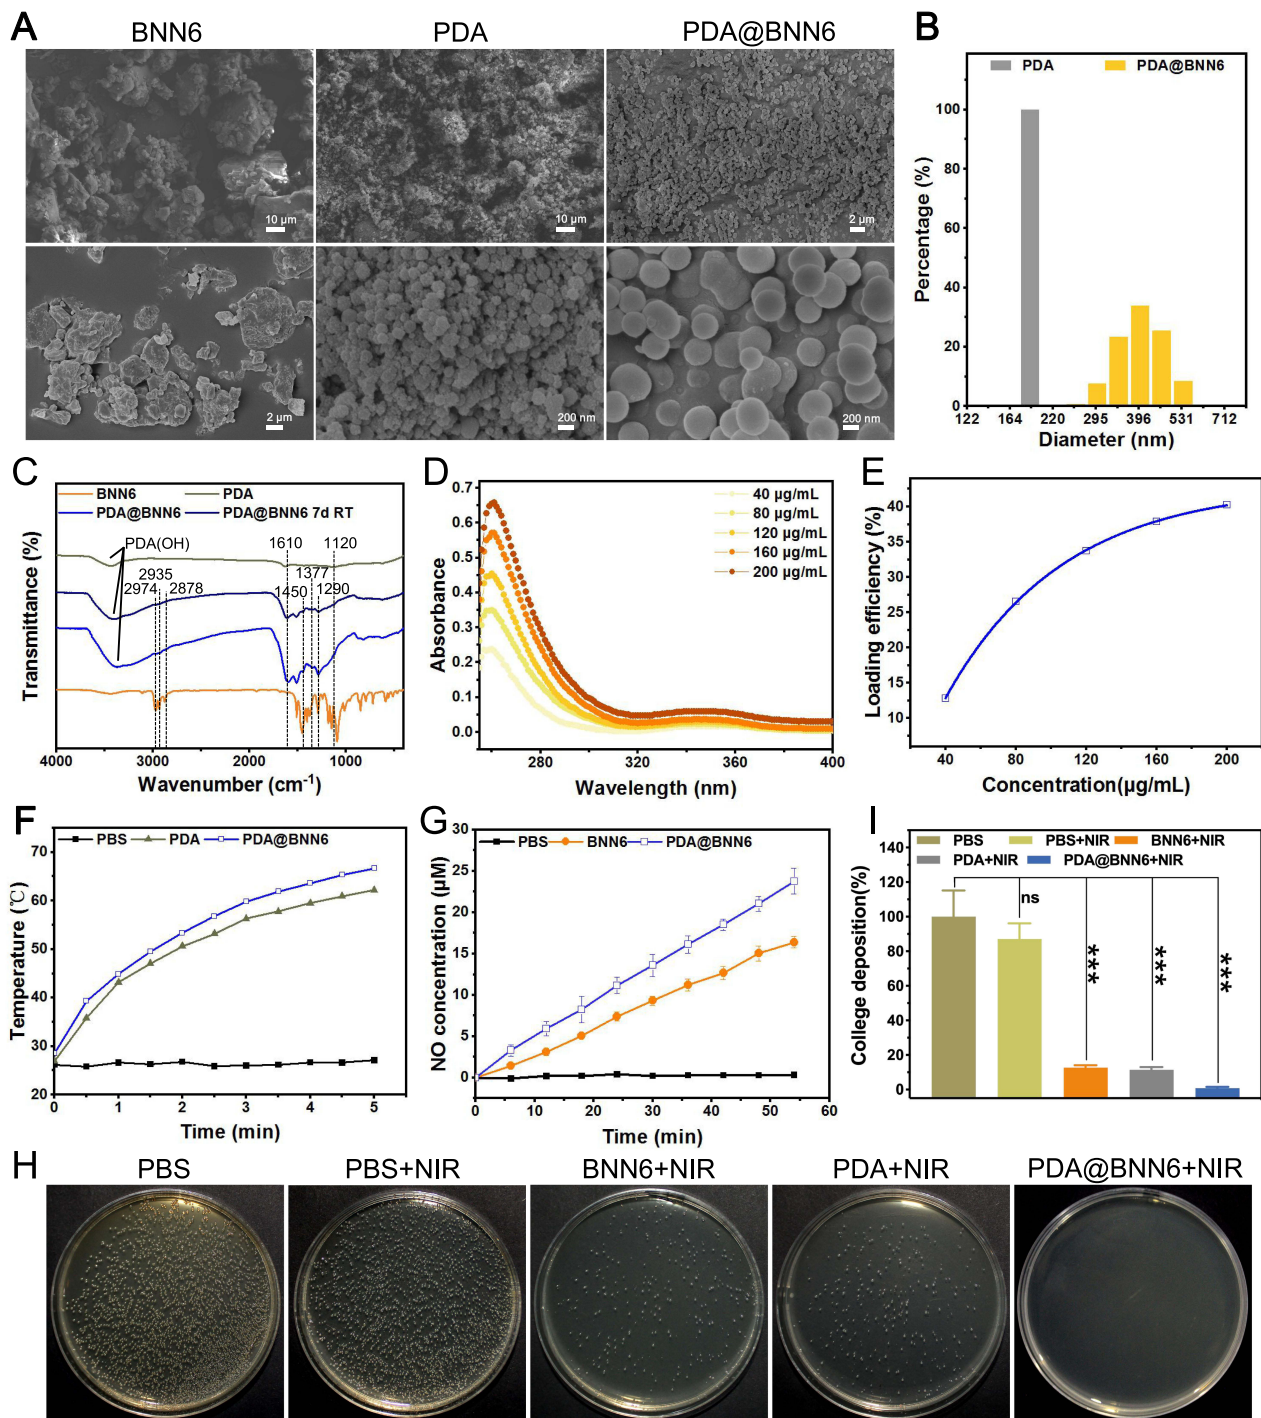 A
BNN6
PDA
PDA@BNN6
10 µm
10 µm
2 µm
2 µm
200 nm
200 nm
B
PDA
PDA@BNN6
Percentage (%)
100
80
60
40
20
0
122 164 220 295 396 531 712
Diameter (nm)
C
BNN6
PDA
PDA@BNN6
PDA@BNN6 7d RT
Transmittance (%)
PDA(OH)
1610
1120
2935
1377
2974
2878
1450
1290
4000 3000 2000 1000
Wavenumber (cm-1)
D
Absorbance
0.7
0.6
0.5
0.4
0.3
0.2
0.1
0.0
40 µg/mL
80 µg/mL
120 µg/mL
160 µg/mL
200 µg/mL
280 320 360 400
Wavelength (nm)
E
Loading efficiency(%)
40
35
30
25
20
15
10
40 80 120 160 200
Concentration(µg/mL)
F
PBS
PDA
PDA@BNN6
Temperature (℃)
70
60
50
40
30
20
0 1 2 3 4 5
Time (min)
G
PBS
BNN6
PDA@BNN6
NO concentration (µM)
30
25
20
15
10
5
0
0 10 20 30 40 50 60
Time (min)
I
PBS
PBS+NIR
BNN6+NIR
PDA+NIR
PDA@BNN6+NIR
College deposition(%)
140
120
100
80
60
40
20
0
ns
***
***
***
H
PBS
PBS+NIR
BNN6+NIR
PDA+NIR
PDA@BNN6+NIR